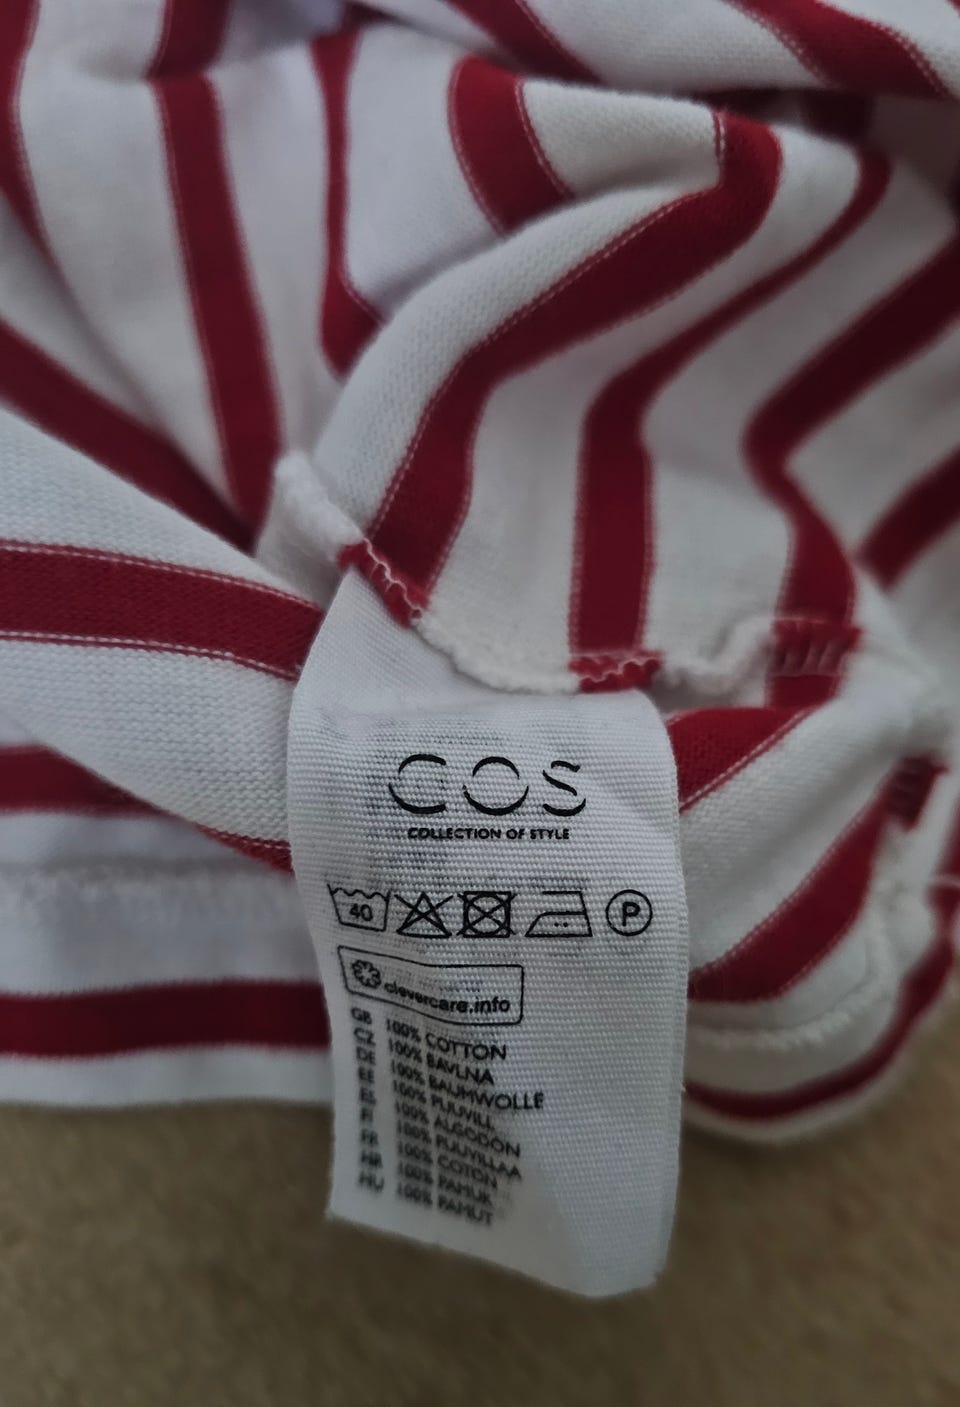 COS
COLLECTION OF STYLE
40 P
clevercare.info
GB 100% COTTON
CZ 100% BAVLNA
DE 100% BAUMWOLLE
EE 100% PUUVILL
ES 100% ALGODON
FI 100% PUUVILLAA
FR 100% COTON
HR 100% PAMUK
HU 100% PAMUT